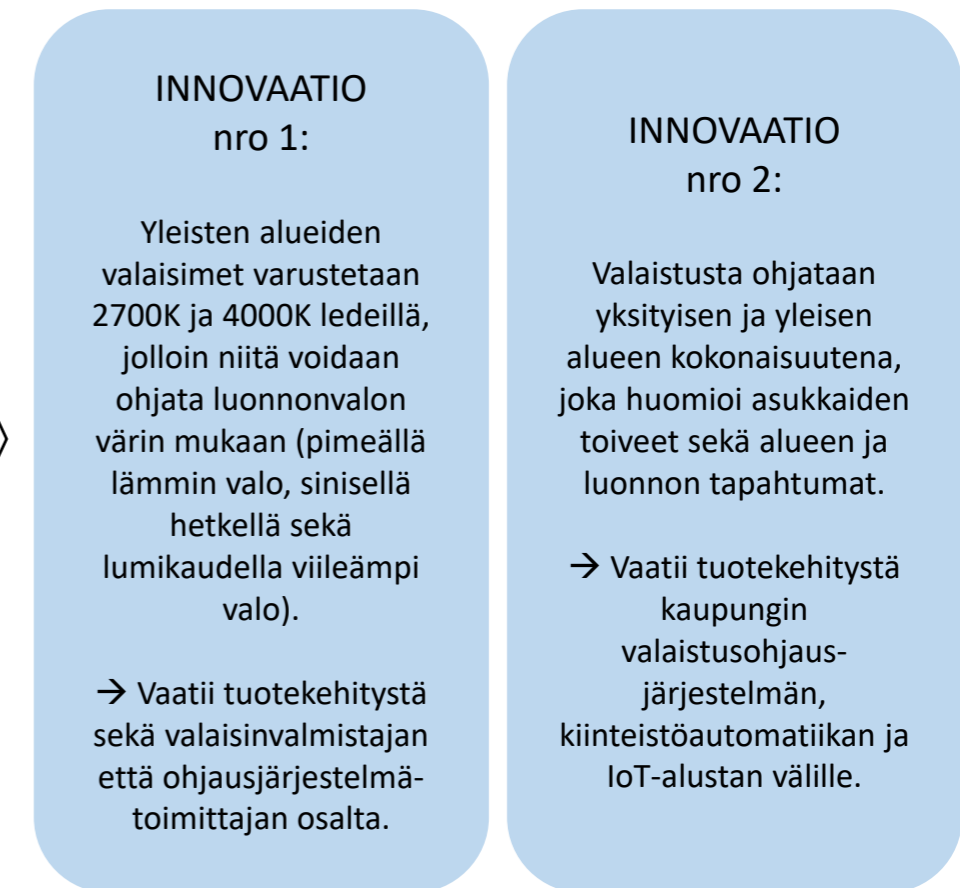 INNOVAATIO
nro 1:
Yleisten alueiden
valaisimet varustetaan
2700K ja 4000K ledeillä,
jolloin niitä voidaan
ohjata luonnonvalon
värin mukaan (pimeällä
lämmin valo, sinisellä
hetkellä sekä
lumikaudella viileämpi
valo).
→ Vaatii tuotekehitystä
sekä valaisinvalmistajan
että ohjausjärjestelmä-
toimittajan osalta.
INNOVAATIO
nro 2:
Valaistusta ohjataan
yksityisen ja yleisen
alueen kokonaisuutena,
joka huomioi asukkaiden
toiveet sekä alueen ja
luonnon tapahtumat.
→ Vaatii tuotekehitystä
kaupungin
valaistusohjaus-
järjestelmän,
kiinteistöautomatiikan ja
IoT-alustan välille.